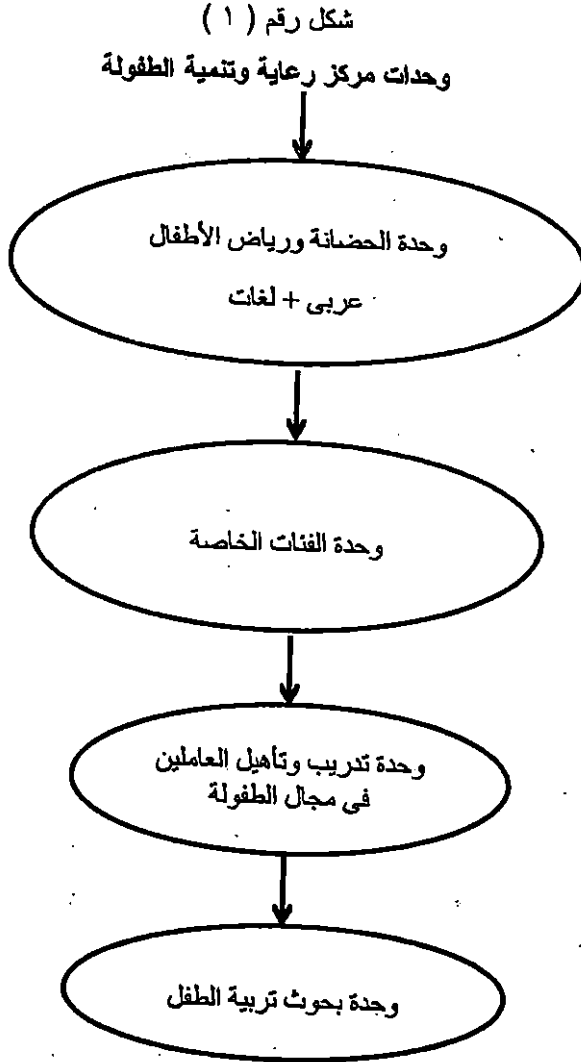 شكل رقم ( ١ )
وحدات مركز رعاية وتنمية الطفولة
وحدة الحضانة ورياض الأطفال
عربى + لغات
وحدة الفئات الخاصة
وحدة تدريب وتأهيل العاملين
فى مجال الطفولة
وحدة بحوث تربية الطفل